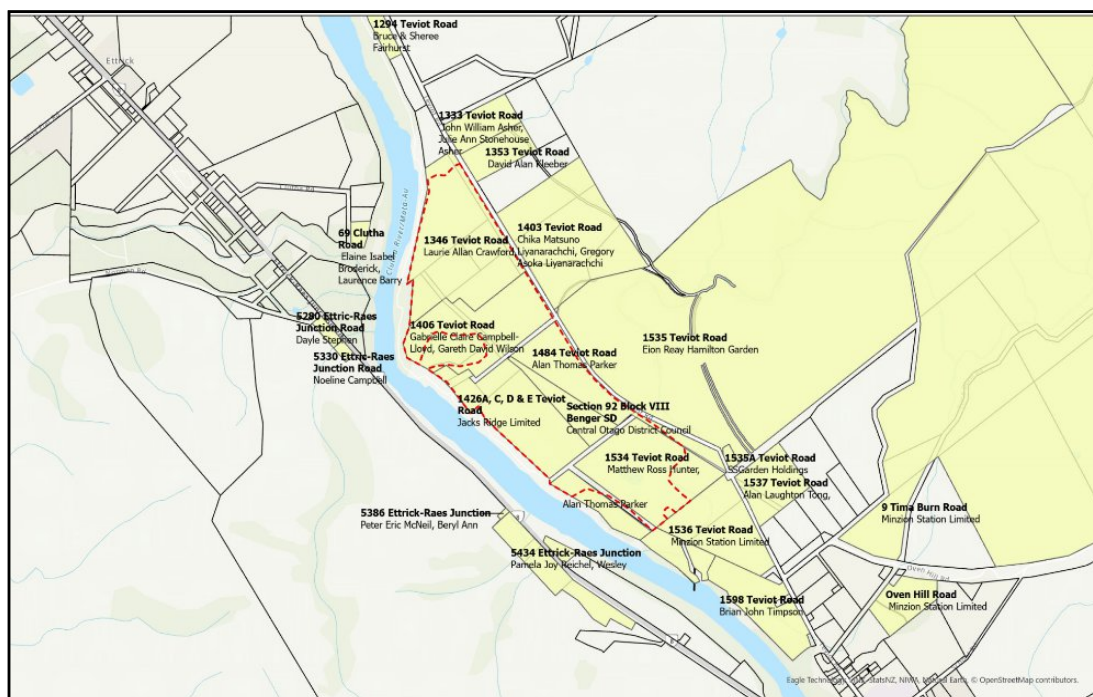 1294 Teviot Road
Bruce & Sheree
Fairhurst
Ettrick
1333 Teviot Road
John William Asher,
Julie Ann Stonehouse
Asher
1353 Teviot Road
David Alan Kleeber
69 Clutha
Road
Elaine Isabel
Broderick,
Laurence Barry
Clutha River/Mata-Au
1346 Teviot Road
Laurie Allan Crawford,
1403 Teviot Road
Chika Matsuno
Liyanarachchi, Gregory
Asoka Liyanarachchi
5280 Ettric-Raes
Junction Road
Dayle Stephen
5330 Ettric-Raes
Junction Road
Noeline Campbell
1406 Teviot Road
Gabrielle Claire Campbell-
Lloyd, Gareth David Wilson
1484 Teviot Road
Alan Thomas Parker
1535 Teviot Road
Eion Reay Hamilton Garden
1426A, C, D & E Teviot
Road
Jacks Ridge Limited
Section 92 Block VIII
Benger SD
Central Otago District Council
1534 Teviot Road
Matthew Ross Hunter,
1535A Teviot Road
SSGarden Holdings
1537 Teviot Road
Alan Laughton Tong,
Alan Thomas Parker
5386 Ettrick-Raes Junction
Peter Eric McNeil, Beryl Ann
1536 Teviot Road
Minzion Station Limited
9 Tima Burn Road
Minzion Station Limited
5434 Ettrick-Raes Junction
Pamela Joy Reichel, Wesley
Oven Hill Rd
1598 Teviot Road
Brian John Timpson
Oven Hill Road
Minzion Station Limited
Eagle Technology, LINZ, StatsNZ, NIWA, Natural Earth, © OpenStreetMap contributors.